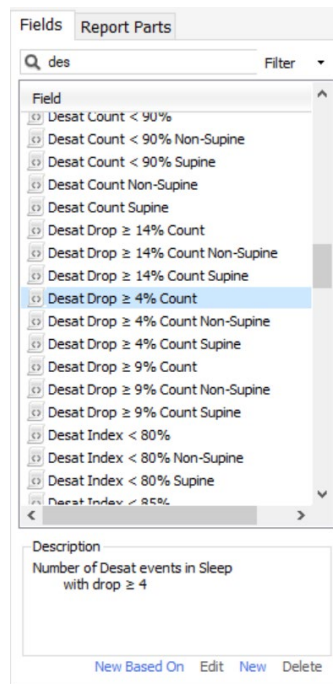 Fields Report Parts
des Filter
Field
Desat Count < 90%
Desat Count < 90% Non-Supine
Desat Count < 90% Supine
Desat Count Non-Supine
Desat Count Supine
Desat Drop ≥ 14% Count
Desat Drop ≥ 14% Count Non-Supine
Desat Drop ≥ 14% Count Supine
Desat Drop ≥ 4% Count
Desat Drop ≥ 4% Count Non-Supine
Desat Drop ≥ 4% Count Supine
Desat Drop ≥ 9% Count
Desat Drop ≥ 9% Count Non-Supine
Desat Drop ≥ 9% Count Supine
Desat Index < 80%
Desat Index < 80% Non-Supine
Desat Index < 80% Supine
Desat Index < 85%
Description
Number of Desat events in Sleep
with drop ≥ 4
New Based On Edit New Delete